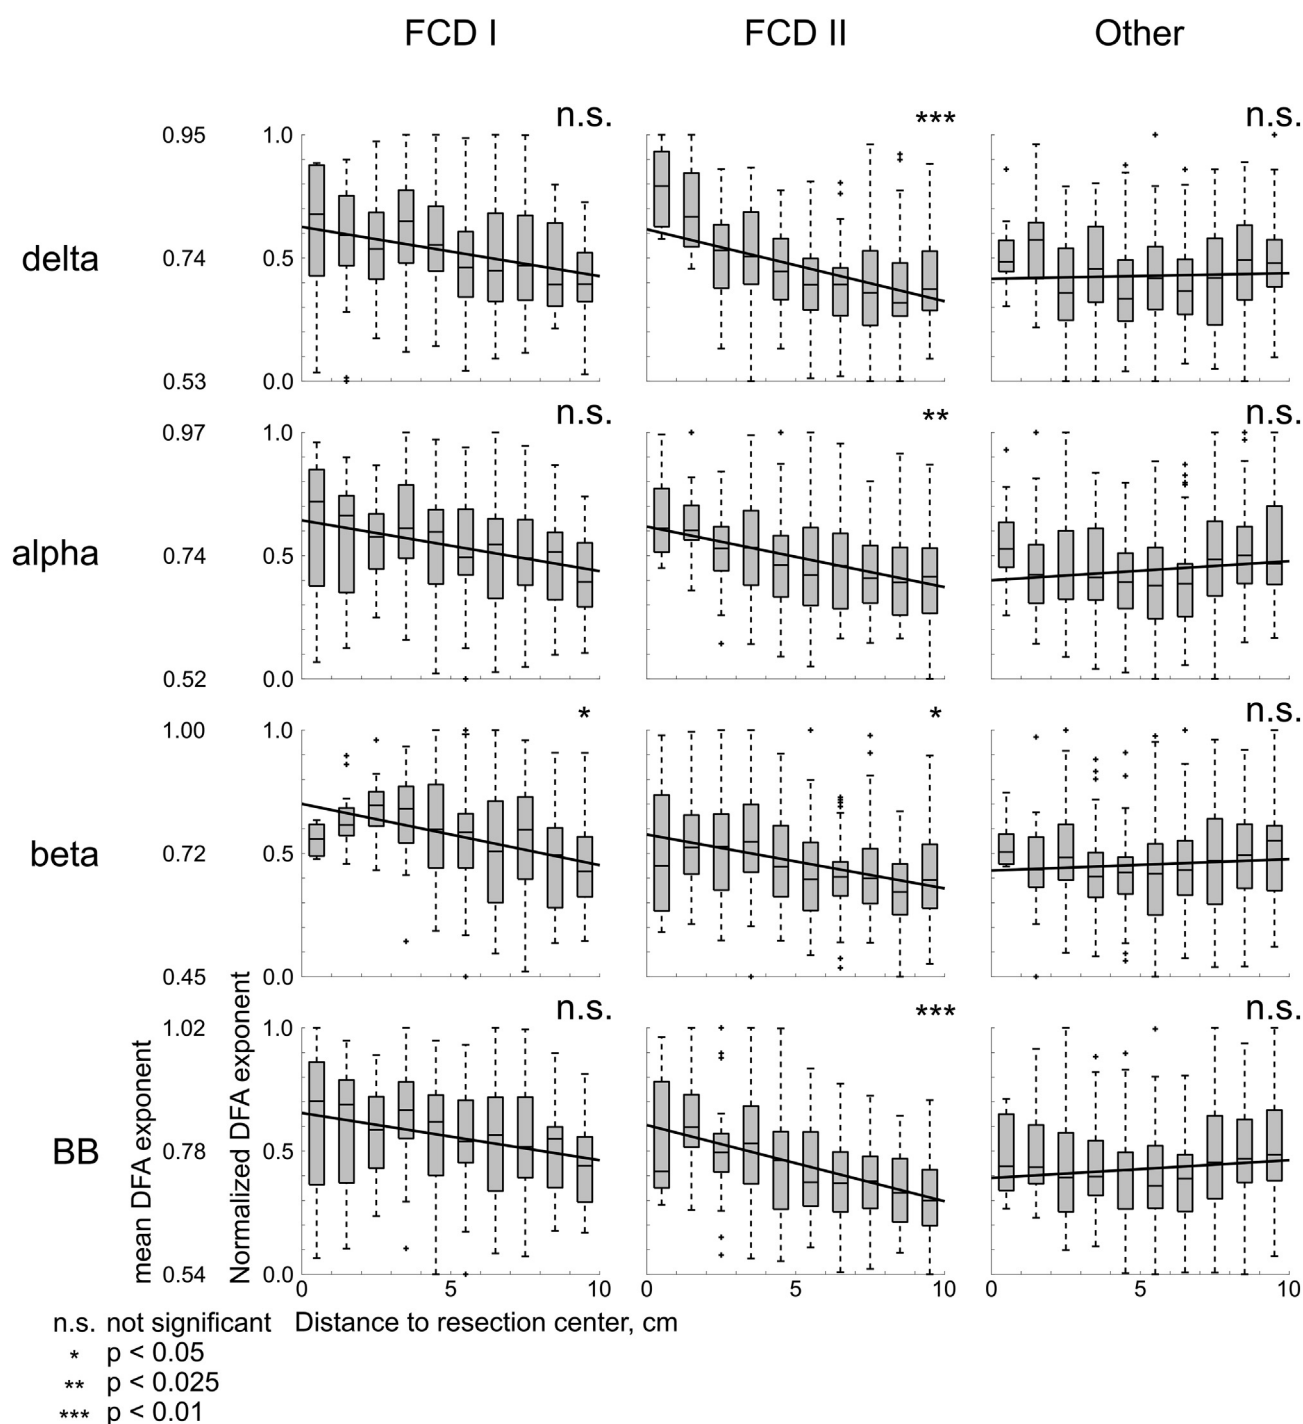 FCD I FCD II Other
n.s. *** n.s.
0.95 1.0
delta 0.74 0.5
0.53 0.0
n.s. ** n.s.
0.97 1.0
alpha 0.74 0.5
0.52 0.0
* * n.s.
1.00 1.0
beta 0.72 0.5
0.45 0.0
n.s. *** n.s.
1.02 1.0
BB 0.78 0.5
0.54 0.0
mean DFA exponent
Normalized DFA exponent
0 5 10 0 5 10 0 5 10
n.s. not significant Distance to resection center, cm
* p < 0.05
** p < 0.025
*** p < 0.01